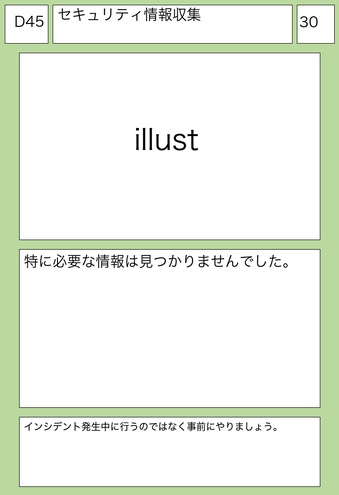 D45
セキュリティ情報収集
30
illust
特に必要な情報は見つかりませんでした。
インシデント発生中に行うのではなく事前にやりましょう。